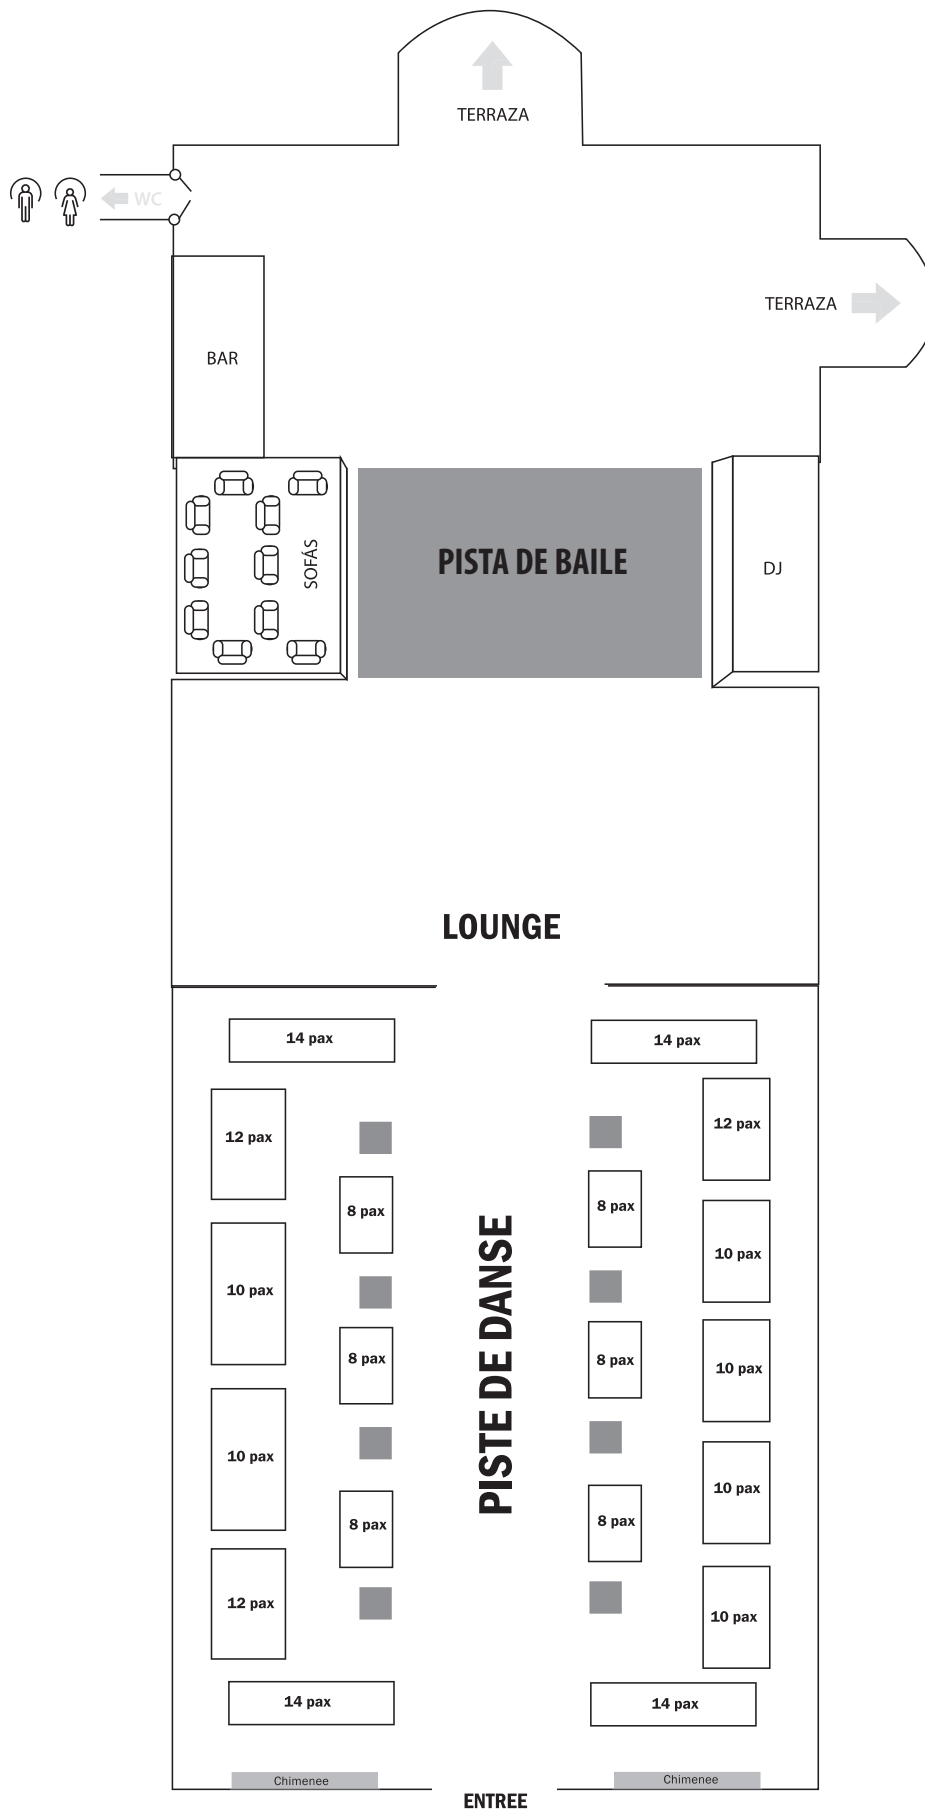 TERRAZA
WC
TERRAZA
BAR
SOFÁS
PISTA DE BAILE
DJ
LOUNGE
14 pax
14 pax
12 pax
12 pax
8 pax
8 pax
10 pax
10 pax
PISTE DE DANSE
8 pax
8 pax
10 pax
10 pax
10 pax
8 pax
8 pax
12 pax
10 pax
14 pax
14 pax
Chimenee
Chimenee
ENTREE